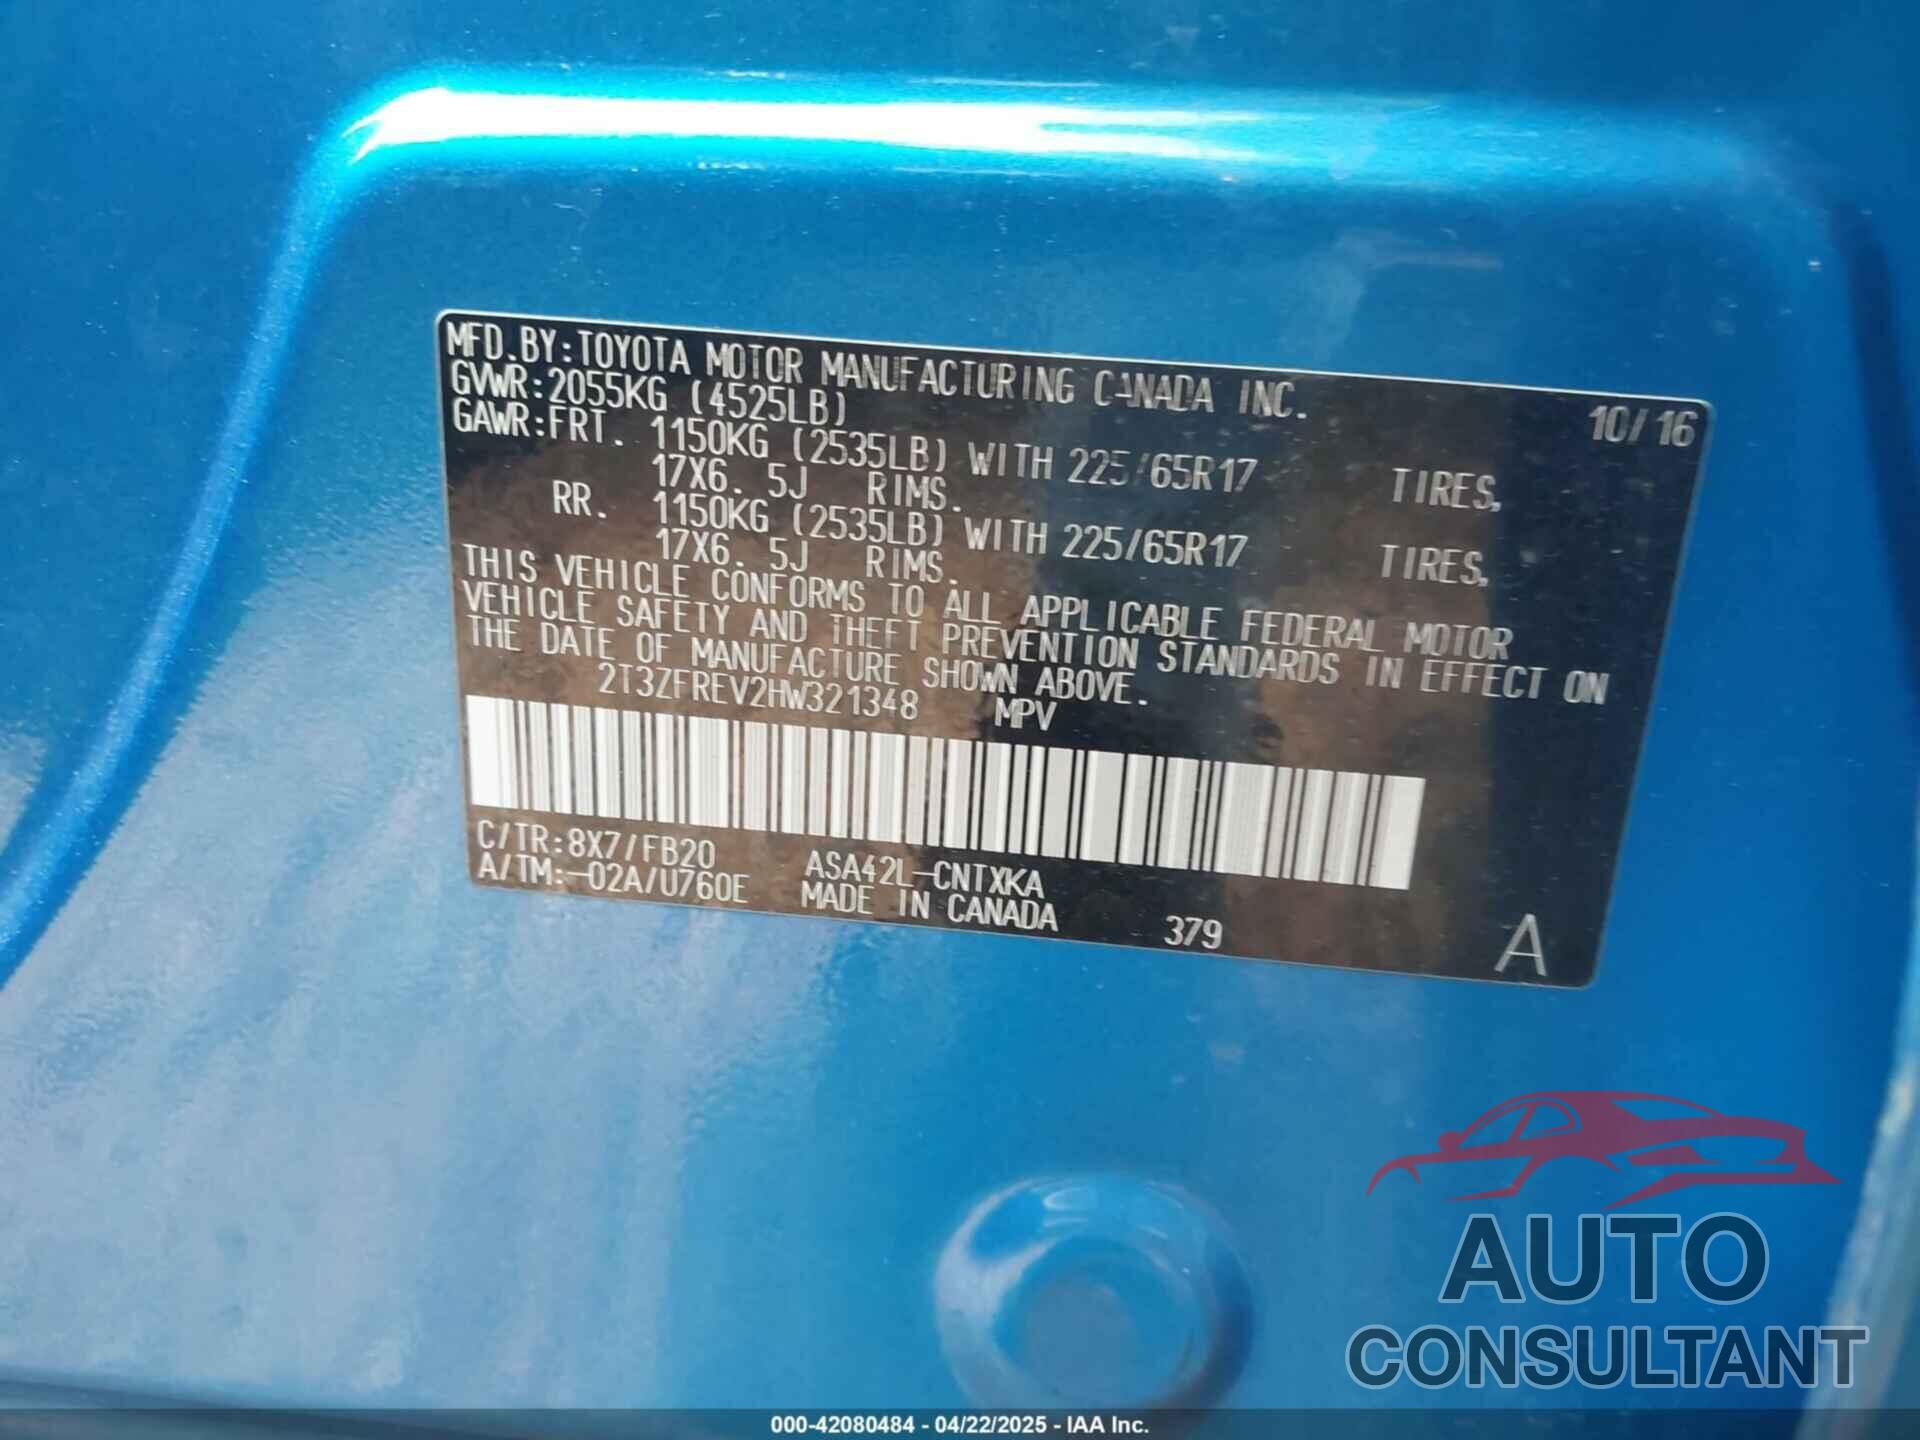 MFD.BY:TOYOTA MOTOR MANUFACTURING CANADA INC. 10/16
GVWR:2055KG (4525LB)
GAWR:FRT. 1150KG (2535LB) WITH 225/65R17 TIRES,
17X6.5J RIMS.
RR. 1150KG (2535LB) WITH 225/65R17 TIRES,
17X6.5J RIMS.
THIS VEHICLE CONFORMS TO ALL APPLICABLE FEDERAL MOTOR
VEHICLE SAFETY AND THEFT PREVENTION STANDARDS IN EFFECT ON
THE DATE OF MANUFACTURE SHOWN ABOVE.
2T3ZFREV2HW321348 MPV
C/TR:8X7/FB20 ASA42L-CNTXKA
A/TM:-02A/U760E MADE IN CANADA 379 A
AUTO
CONSULTANT
000-42080484 - 04/22/2025 - IAA Inc.